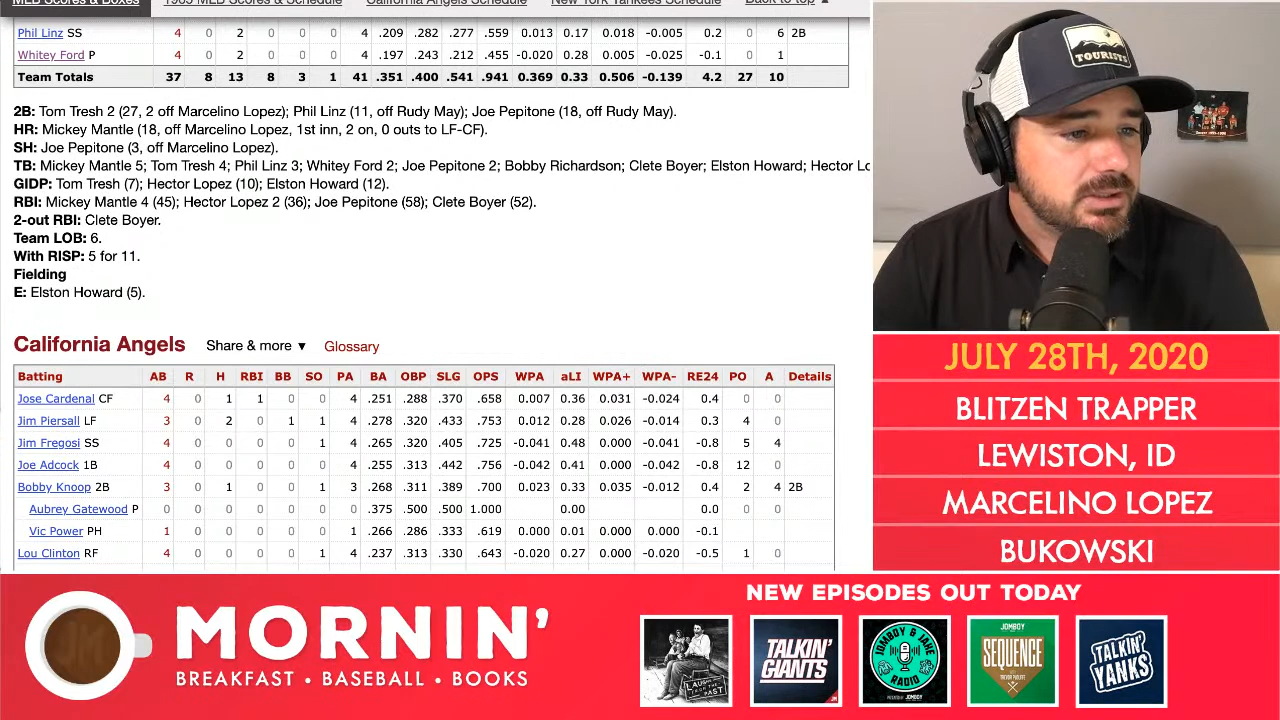 MLB Scores & Boxes 1965 MLB Scores & Schedule California Angels Schedule New York Yankees Schedule Back to top ▲
Phil Linz SS 4 0 2 0 0 0 4 .209 .282 .277 .559 0.013 0.17 0.018 -0.005 0.2 0 6 2B
Whitey Ford P 4 0 2 0 0 0 4 .197 .243 .212 .455 -0.020 0.28 0.005 -0.025 -0.1 0 1
Team Totals 37 8 13 8 3 1 41 .351 .400 .541 .941 0.369 0.33 0.506 -0.139 4.2 27 10
2B: Tom Tresh 2 (27, 2 off Marcelino Lopez); Phil Linz (11, off Rudy May); Joe Pepitone (18, off Rudy May).
HR: Mickey Mantle (18, off Marcelino Lopez, 1st inn, 2 on, 0 outs to LF-CF).
SH: Joe Pepitone (3, off Marcelino Lopez).
TB: Mickey Mantle 5; Tom Tresh 4; Phil Linz 3; Whitey Ford 2; Joe Pepitone 2; Bobby Richardson; Clete Boyer; Elston Howard; Hector Lo
GIDP: Tom Tresh (7); Hector Lopez (10); Elston Howard (12).
RBI: Mickey Mantle 4 (45); Hector Lopez 2 (36); Joe Pepitone (58); Clete Boyer (52).
2-out RBI: Clete Boyer.
Team LOB: 6.
With RISP: 5 for 11.
Fielding
E: Elston Howard (5).
California Angels Share & more ▼ Glossary
Batting AB R H RBI BB SO PA BA OBP SLG OPS WPA aLI WPA+ WPA- RE24 PO A Details
Jose Cardenal CF 4 0 1 1 0 0 4 .251 .288 .370 .658 0.007 0.36 0.031 -0.024 0.4 0 0
Jim Piersall LF 3 0 2 0 1 1 4 .278 .320 .433 .753 0.012 0.28 0.026 -0.014 0.3 4 0
Jim Fregosi SS 4 0 0 0 0 1 4 .265 .320 .405 .725 -0.041 0.48 0.000 -0.041 -0.8 5 4
Joe Adcock 1B 4 0 0 0 0 0 4 .255 .313 .442 .756 -0.042 0.41 0.000 -0.042 -0.8 12 0
Bobby Knoop 2B 3 0 1 0 0 1 3 .268 .311 .389 .700 0.023 0.33 0.035 -0.012 0.4 2 4 2B
Aubrey Gatewood P 0 0 0 0 0 0 0 .375 .500 .500 1.000 0.00 0.0 0 0
Vic Power PH 1 0 0 0 0 0 1 .266 .286 .333 .619 0.000 0.01 0.000 0.000 -0.1
Lou Clinton RF 4 0 0 0 0 1 4 .237 .313 .330 .643 -0.020 0.27 0.000 -0.020 -0.5 1 0
TOURISTS
JULY 28TH, 2020
BLITZEN TRAPPER
LEWISTON, ID
MARCELINO LOPEZ
BUKOWSKI
JM
MORNIN'
BREAKFAST • BASEBALL • BOOKS
NEW EPISODES OUT TODAY
TALKIN' GIANTS
JOMBOY & JAKE RADIO
JOMBOY
SEQUENCE
TALKIN' YANKS